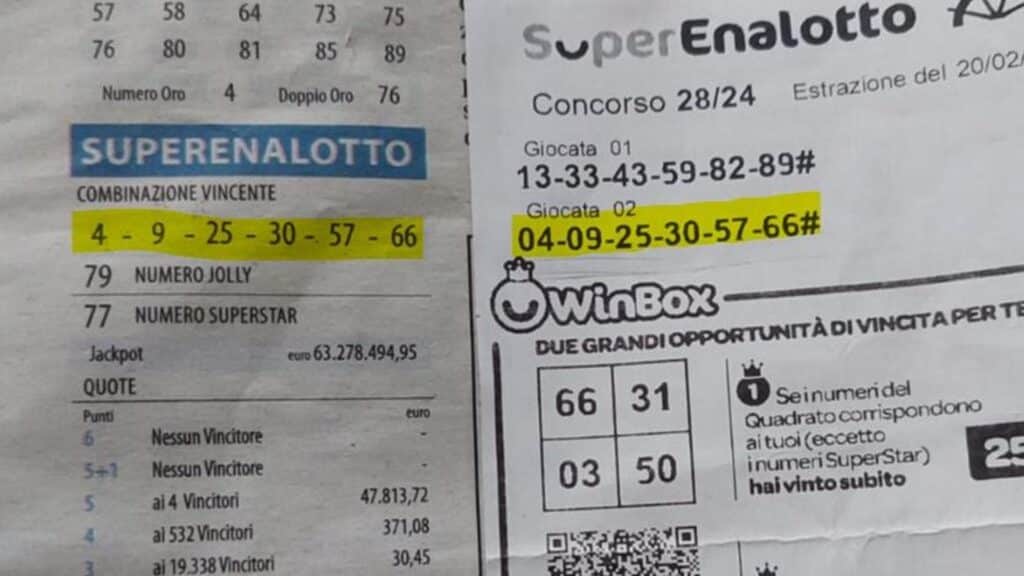 57 58 64 73 75
76 80 81 85 89
Numero Oro 4 Doppio Oro 76
SUPERENALOTTO
COMBINAZIONE VINCENTE
4 - 9 - 25 - 30 - 57 - 66
79 NUMERO JOLLY
77 NUMERO SUPERSTAR
Jackpot euro 63.278.494,95
QUOTE
Punti euro
6 Nessun Vincitore -
5+1 Nessun Vincitore -
5 ai 4 Vincitori 47.813,72
4 ai 532 Vincitori 371,08
3 ai 19.338 Vincitori 30,45
SuperEnalotto
Concorso 28/24 Estrazione del 20/02/
Giocata 01
13-33-43-59-82-89#
Giocata 02
04-09-25-30-57-66#
WinBox
DUE GRANDI OPPORTUNITÀ DI VINCITA PER TE
66 31
03 50
1 Se i numeri del
Quadrato corrispondono
ai tuoi (eccetto
i numeri SuperStar)
hai vinto subito
25